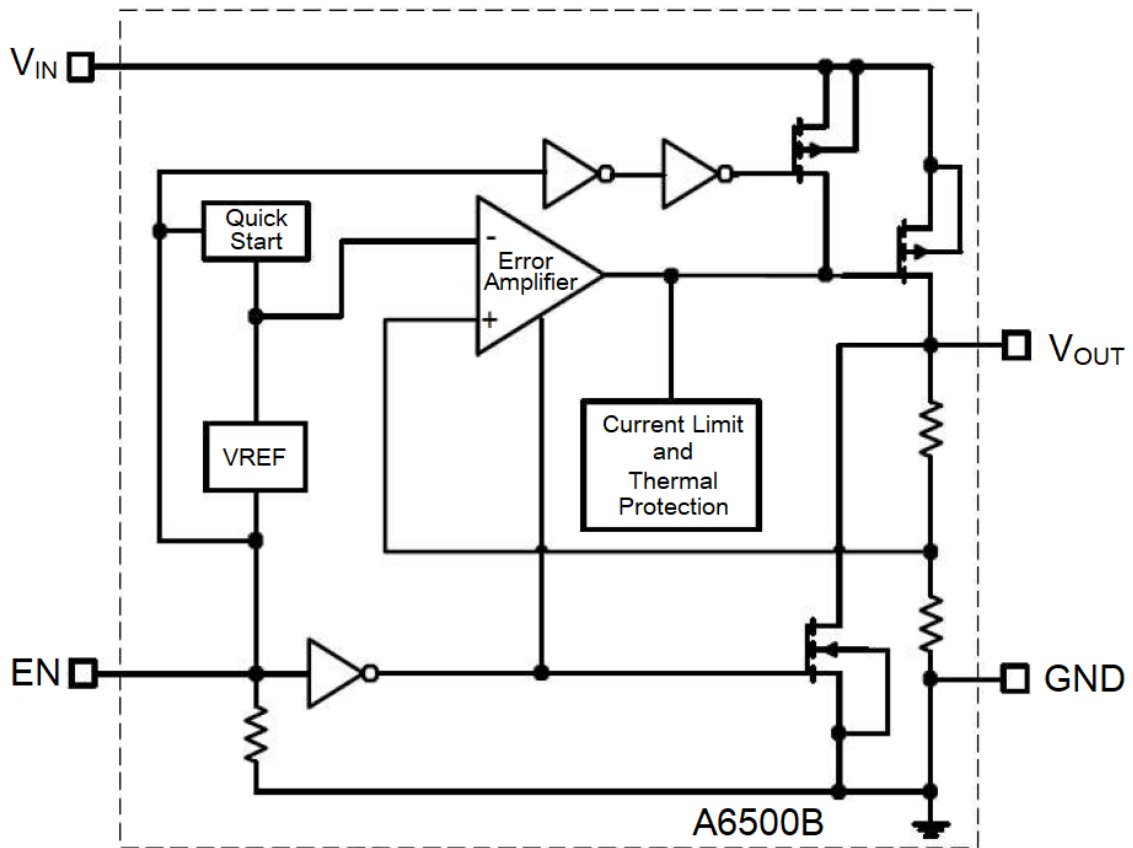 VIN
Quick
Start
-
Error
Amplifier
+
VOUT
Current Limit
and
Thermal
Protection
VREF
EN
GND
A6500B